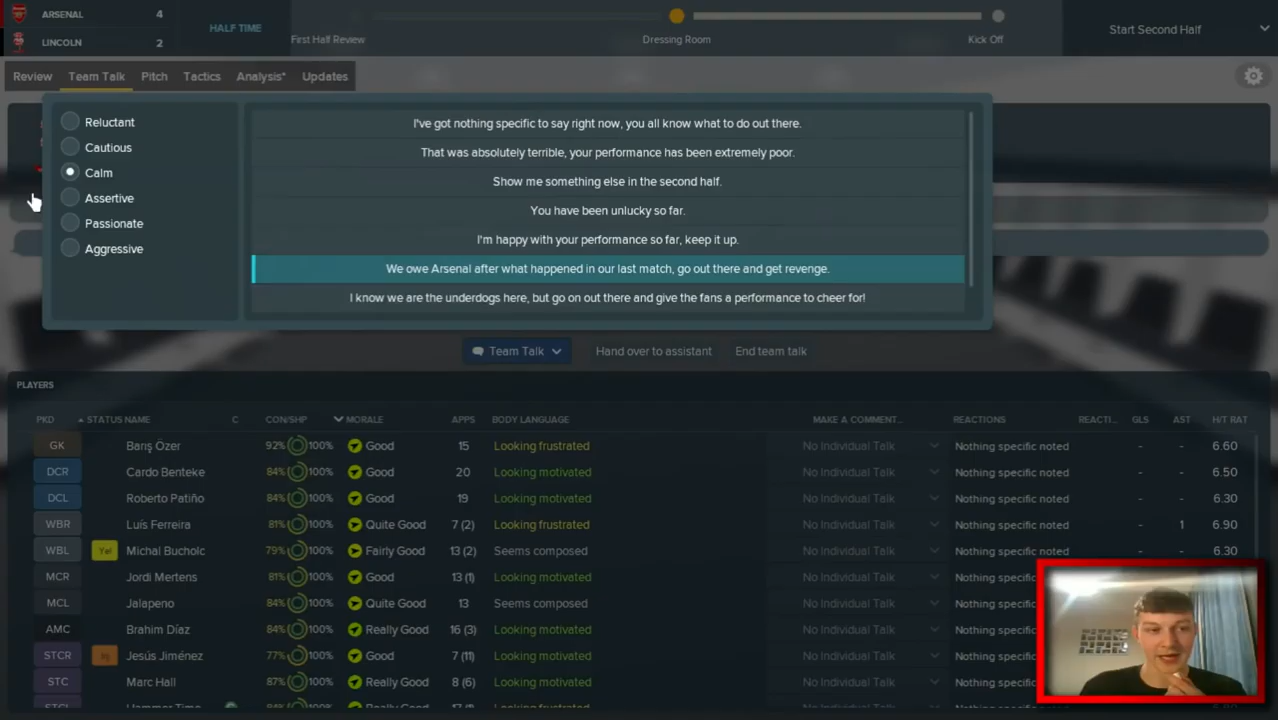 ARSENAL 4
LINCOLN 2
HALF TIME
First Half Review
Dressing Room
Kick Off
Start Second Half
Review Team Talk Pitch Tactics Analysis* Updates
Reluctant
Cautious
Calm
Assertive
Passionate
Aggressive
I've got nothing specific to say right now, you all know what to do out there.
That was absolutely terrible, your performance has been extremely poor.
Show me something else in the second half.
You have been unlucky so far.
I'm happy with your performance so far, keep it up.
We owe Arsenal after what happened in our last match, go out there and get revenge.
I know we are the underdogs here, but go on out there and give the fans a performance to cheer for!
Team Talk Hand over to assistant End team talk
PLAYERS
PKD STATUS NAME C CON/SHP MORALE APPS BODY LANGUAGE MAKE A COMMENT... REACTIONS REACTI... GLS AST H/T RAT
GK Barış Özer 92% 100% Good 15 Looking frustrated No Individual Talk Nothing specific noted - - 6.60
DCR Cardo Benteke 84% 100% Good 20 Looking motivated No Individual Talk Nothing specific noted - - 6.50
DCL Roberto Patiño 84% 100% Good 19 Looking motivated No Individual Talk Nothing specific noted - - 6.30
WBR Luís Ferreira 81% 100% Quite Good 7 (2) Looking frustrated No Individual Talk Nothing specific noted - 1 6.90
WBL Yel Michal Bucholc 79% 100% Fairly Good 13 (2) Seems composed No Individual Talk Nothing specific noted - - 6.30
MCR Jordi Mertens 81% 100% Good 13 (1) Looking motivated No Individual Talk Nothing specific
MCL Jalapeno 84% 100% Quite Good 13 Seems composed No Individual Talk Nothing specific
AMC Brahim Díaz 84% 100% Really Good 16 (3) Looking motivated No Individual Talk Nothing specific
STCR Inj Jesús Jiménez 77% 100% Good 7 (11) Looking motivated No Individual Talk Nothing specific
STC Marc Hall 87% 100% Really Good 8 (6) Looking motivated No Individual Talk Nothing specific
Hammer Time